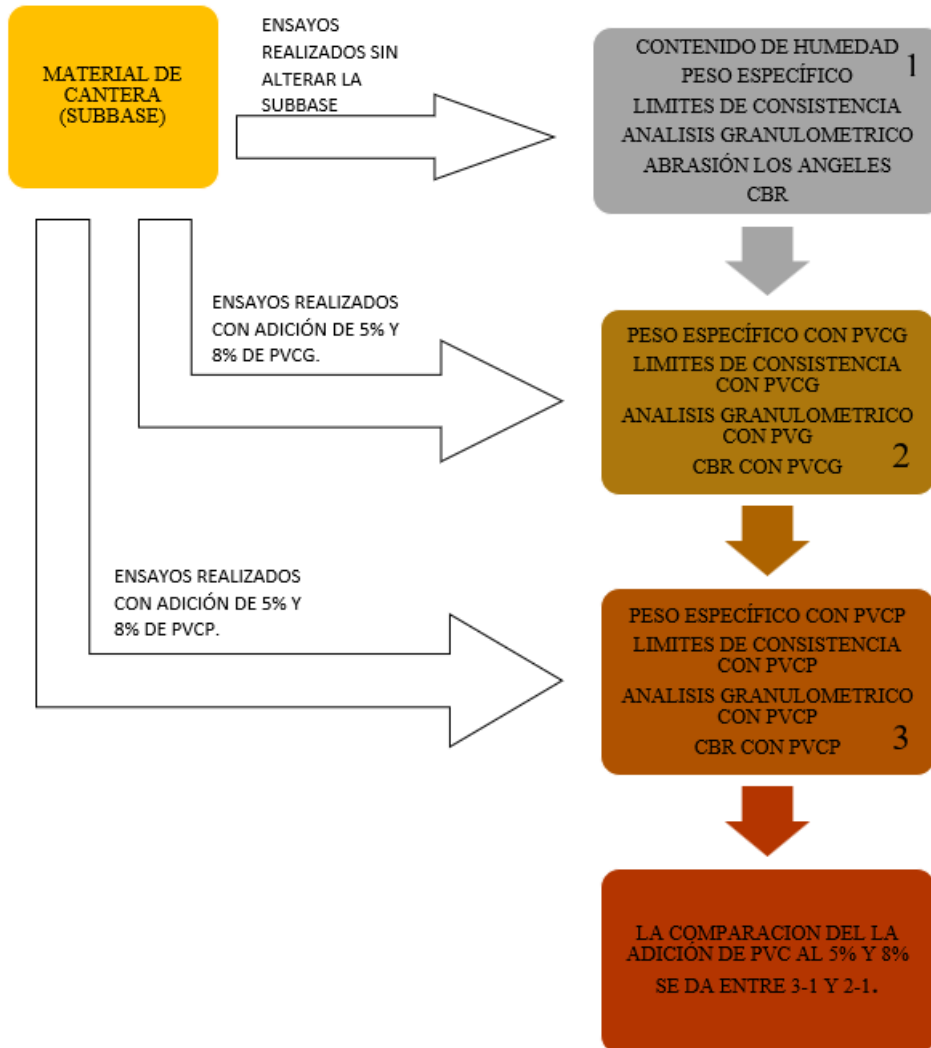 MATERIAL DE
CANTERA
(SUBBASE)
ENSAYOS
REALIZADOS SIN
ALTERAR LA
SUBBASE
CONTENIDO DE HUMEDAD
1
PESO ESPECÍFICO
LIMITES DE CONSISTENCIA
ANALISIS GRANULOMETRICO
ABRASIÓN LOS ANGELES
CBR
ENSAYOS REALIZADOS
CON ADICIÓN DE 5% Y
8% DE PVCG.
PESO ESPECÍFICO CON PVCG
LIMITES DE CONSISTENCIA
CON PVCG
ANALISIS GRANULOMETRICO
CON PVG
CBR CON PVCG
2
ENSAYOS REALIZADOS
CON ADICIÓN DE 5% Y
8% DE PVCP.
PESO ESPECÍFICO CON PVCP
LIMITES DE CONSISTENCIA
CON PVCP
ANALISIS GRANULOMETRICO
CON PVCP
CBR CON PVCP
3
LA COMPARACION DEL LA
ADICIÓN DE PVC AL 5% Y 8%
SE DA ENTRE 3-1 Y 2-1.